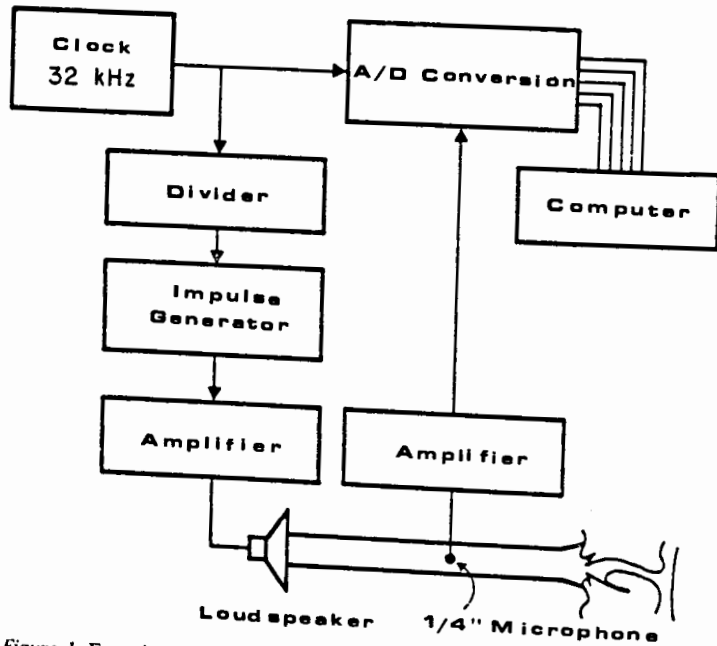 Clock
32 kHz
A/D Conversion
Divider
Computer
Impulse
Generator
Amplifier
Amplifier
Loudspeaker
1/4" Microphone